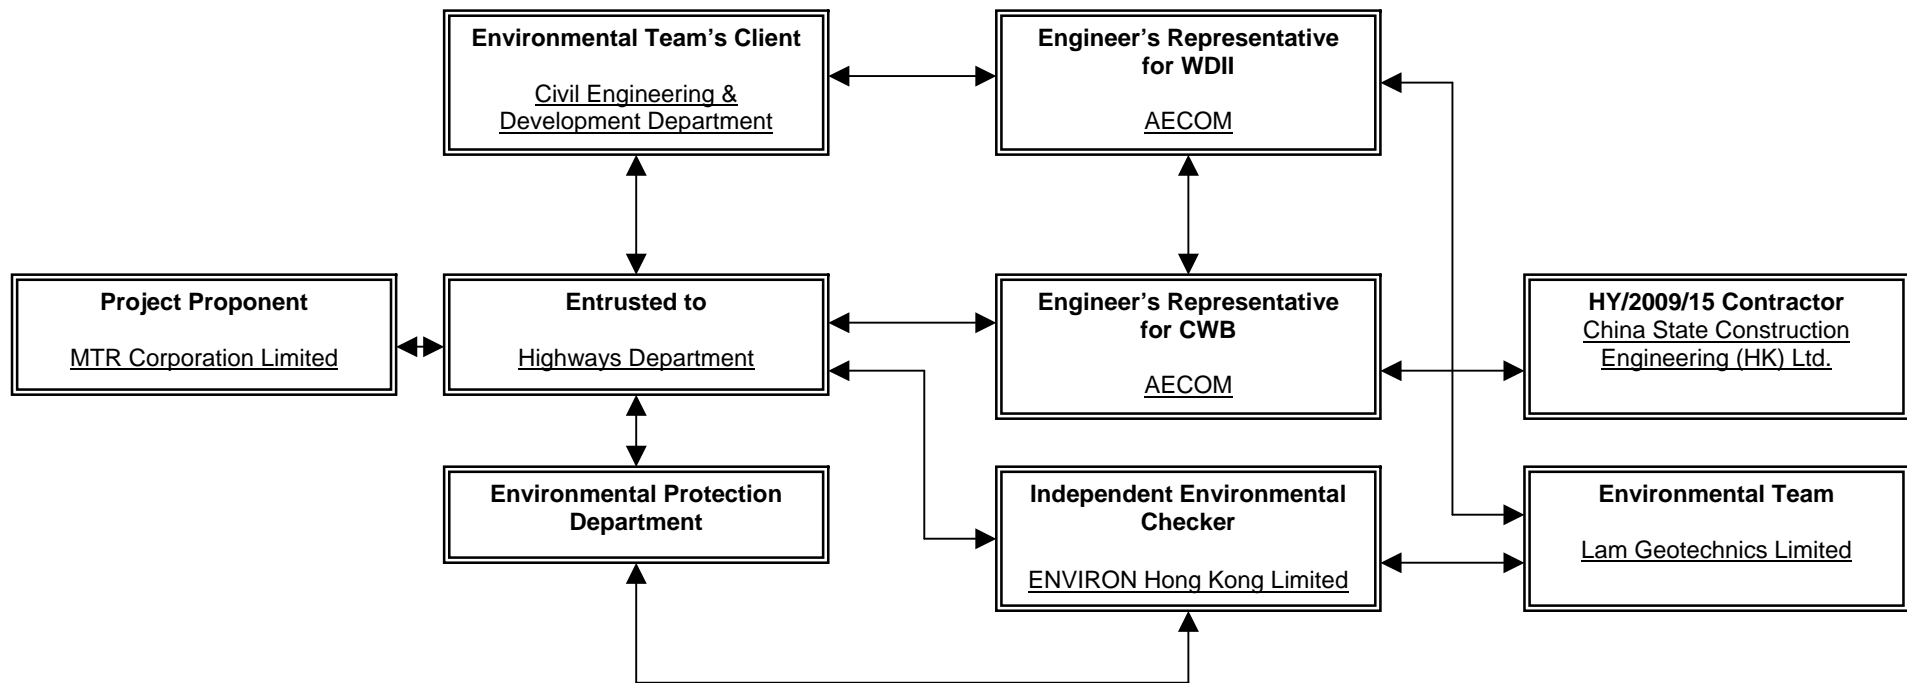 Environmental Team’s Client
Civil Engineering &
Development Department
Engineer’s Representative
for WDII
AECOM
Project Proponent
MTR Corporation Limited
Entrusted to
Highways Department
Engineer’s Representative
for CWB
AECOM
HY/2009/15 Contractor
China State Construction
Engineering (HK) Ltd.
Environmental Protection
Department
Independent Environmental
Checker
ENVIRON Hong Kong Limited
Environmental Team
Lam Geotechnics Limited